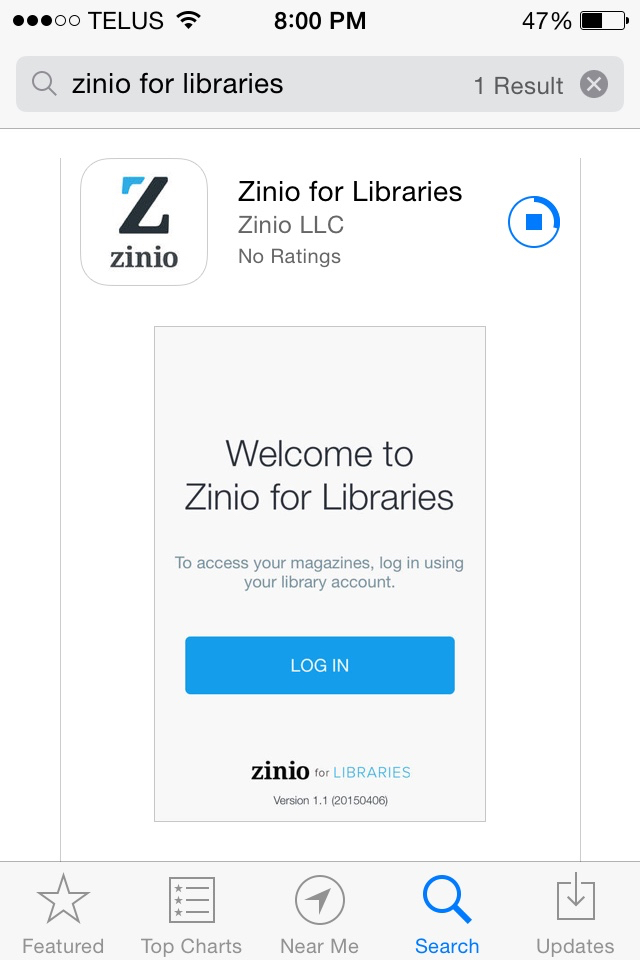 TELUS 8:00 PM 47%
zinio for libraries 1 Result
Z
zinio
Zinio for Libraries
Zinio LLC
No Ratings
Welcome to
Zinio for Libraries
To access your magazines, log in using
your library account.
LOG IN
zinio for LIBRARIES
Version 1.1 (20150406)
Featured Top Charts Near Me Search Updates